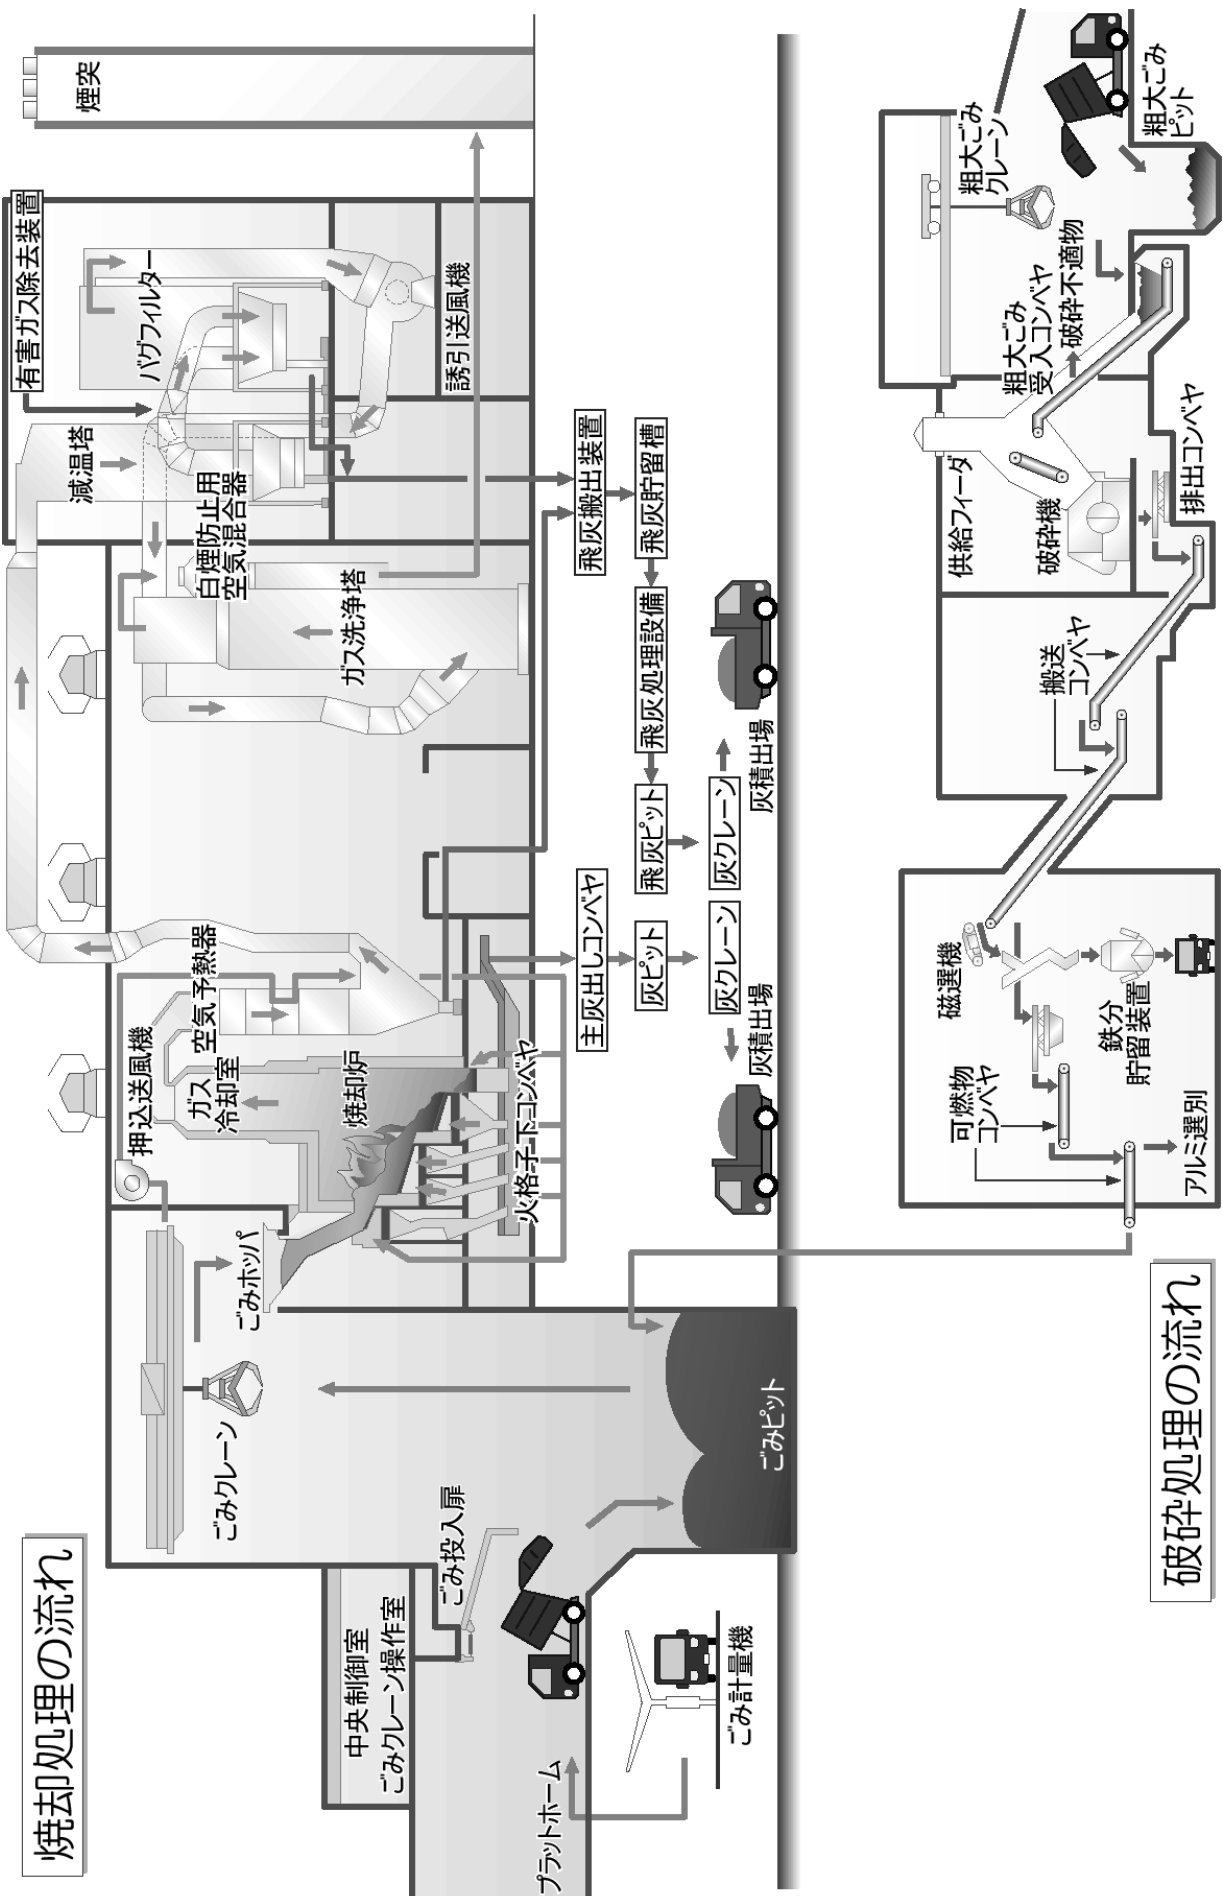 焼却処理の流れ
中央制御室
ごみクレーン操作室
プラットホーム
ごみ計量機
ごみ投入扉
ごみクレーン
ごみピット
ごみホッパ
押込送風機
ガス
冷却室
空気予熱器
焼却炉
火格子下コンベヤ
主灰出しコンベヤ
灰ピット
灰クレーン
灰積出場
減温塔
有害ガス除去装置
バグフィルター
白煙防止用
空気混合器
ガス洗浄塔
誘引送風機
煙突
飛灰搬出装置
飛灰貯留槽
飛灰処理設備
飛灰ピット
灰クレーン
灰積出場
破砕処理の流れ
アルミ選別
可燃物
コンベヤ
鉄分
貯留装置
磁選機
搬送
コンベヤ
排出コンベヤ
破砕機
供給フィーダ
粗大ごみ
受入コンベヤ
破砕不適物
粗大ごみ
クレーン
粗大ごみ
ピット